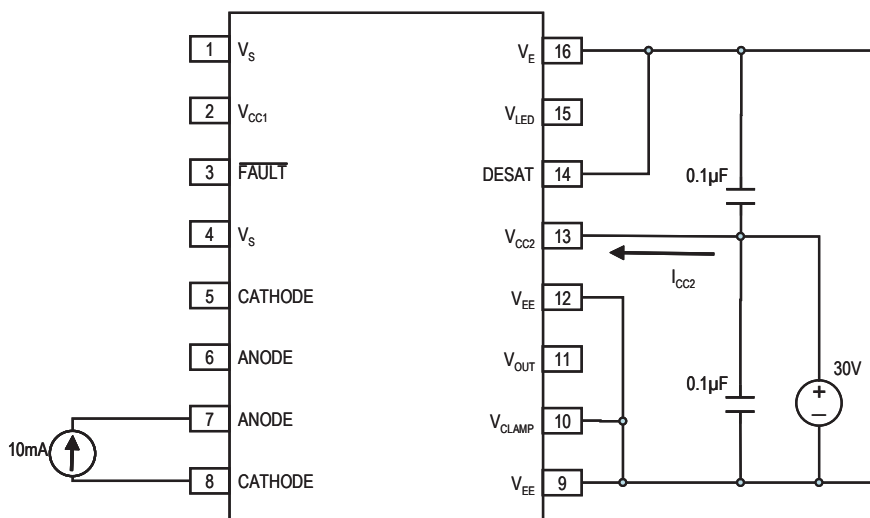 1 V_S
2 V_CC1
3 FAULT
4 V_S
5 CATHODE
6 ANODE
7 ANODE
8 CATHODE
10mA
V_E 16
V_LED 15
DESAT 14
V_CC2 13
V_EE 12
V_OUT 11
V_CLAMP 10
V_EE 9
0.1µF
I_CC2
0.1µF
30V
+
–